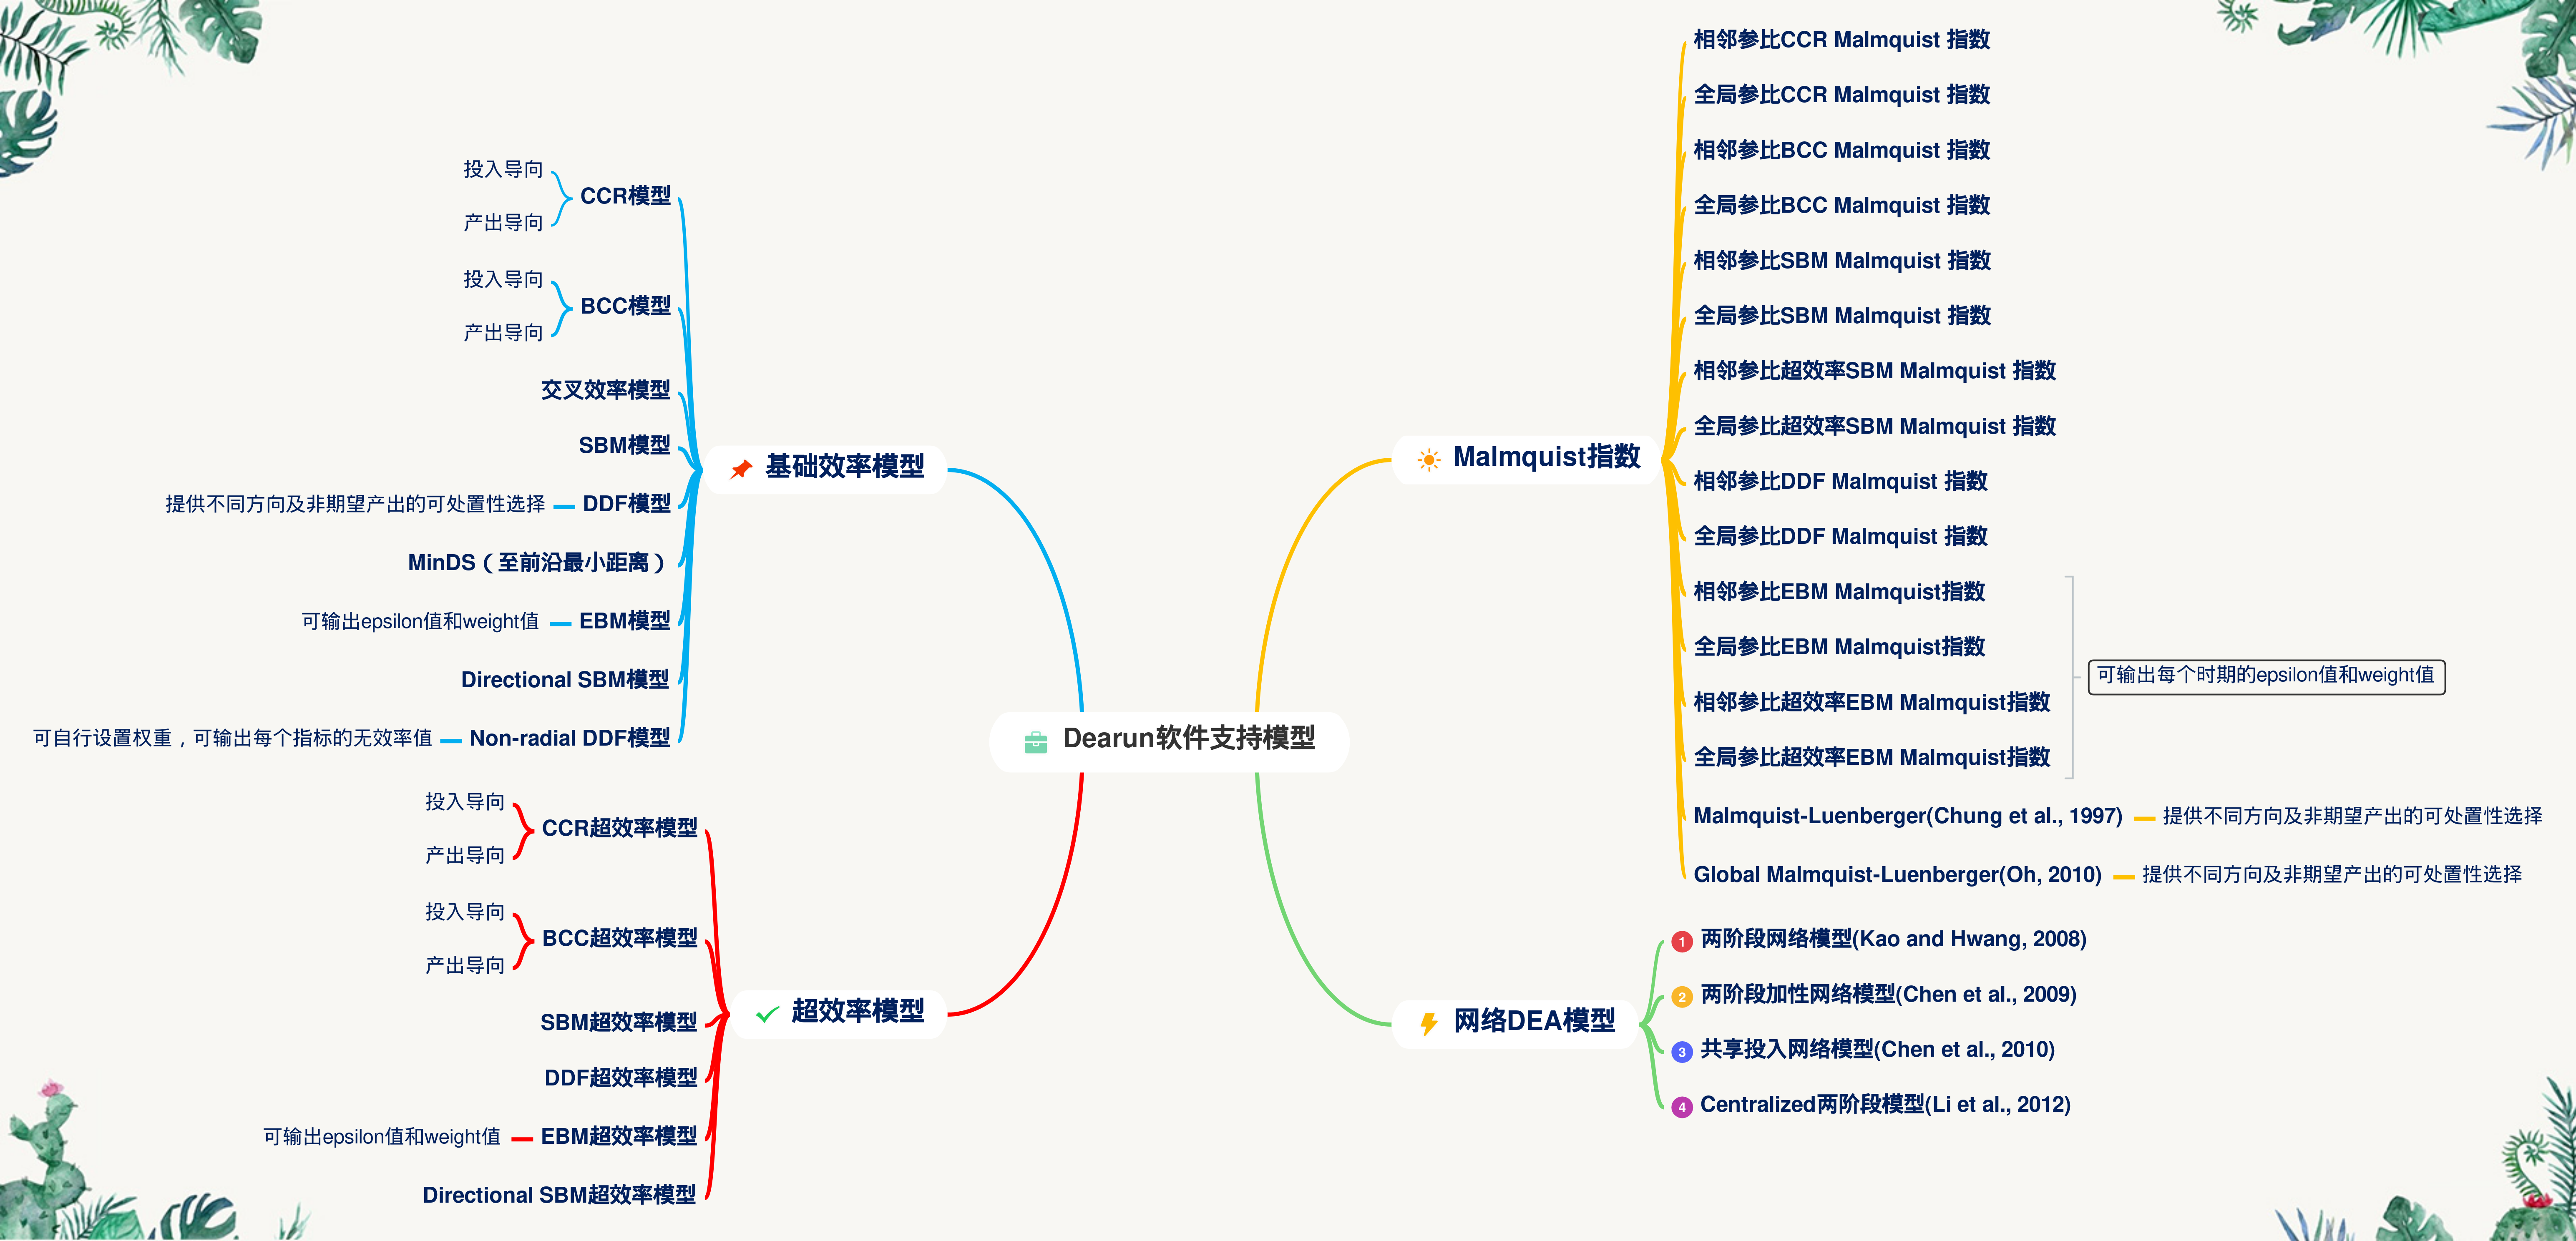 Dearun软件支持模型
基础效率模型
CCR模型
投入导向
产出导向
BCC模型
投入导向
产出导向
交叉效率模型
SBM模型
DDF模型
提供不同方向及非期望产出的可处置性选择
MinDS（至前沿最小距离）
EBM模型
可输出epsilon值和weight值
Directional SBM模型
Non-radial DDF模型
可自行设置权重，可输出每个指标的无效率值
超效率模型
CCR超效率模型
投入导向
产出导向
BCC超效率模型
投入导向
产出导向
SBM超效率模型
DDF超效率模型
EBM超效率模型
可输出epsilon值和weight值
Directional SBM超效率模型
Malmquist指数
相邻参比CCR Malmquist 指数
全局参比CCR Malmquist 指数
相邻参比BCC Malmquist 指数
全局参比BCC Malmquist 指数
相邻参比SBM Malmquist 指数
全局参比SBM Malmquist 指数
相邻参比超效率SBM Malmquist 指数
全局参比超效率SBM Malmquist 指数
相邻参比DDF Malmquist 指数
全局参比DDF Malmquist 指数
相邻参比EBM Malmquist指数
全局参比EBM Malmquist指数
相邻参比超效率EBM Malmquist指数
全局参比超效率EBM Malmquist指数
可输出每个时期的epsilon值和weight值
Malmquist-Luenberger(Chung et al., 1997)
提供不同方向及非期望产出的可处置性选择
Global Malmquist-Luenberger(Oh, 2010)
提供不同方向及非期望产出的可处置性选择
网络DEA模型
1 两阶段网络模型(Kao and Hwang, 2008)
2 两阶段加性网络模型(Chen et al., 2009)
3 共享投入网络模型(Chen et al., 2010)
4 Centralized两阶段模型(Li et al., 2012)